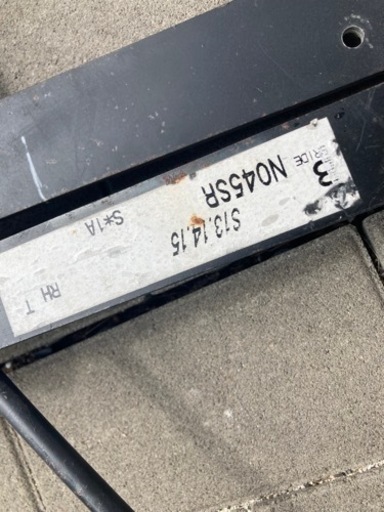 BRIDE
N045SR
S13.14.15
S*1A
RH T